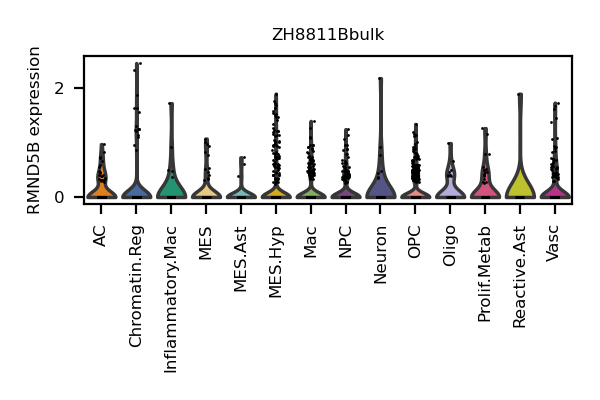 ZH8811Bbulk
RMND5B expression
2
0
AC
Chromatin.Reg
Inflammatory.Mac
MES
MES.Ast
MES.Hyp
Mac
NPC
Neuron
OPC
Oligo
Prolif.Metab
Reactive.Ast
Vasc